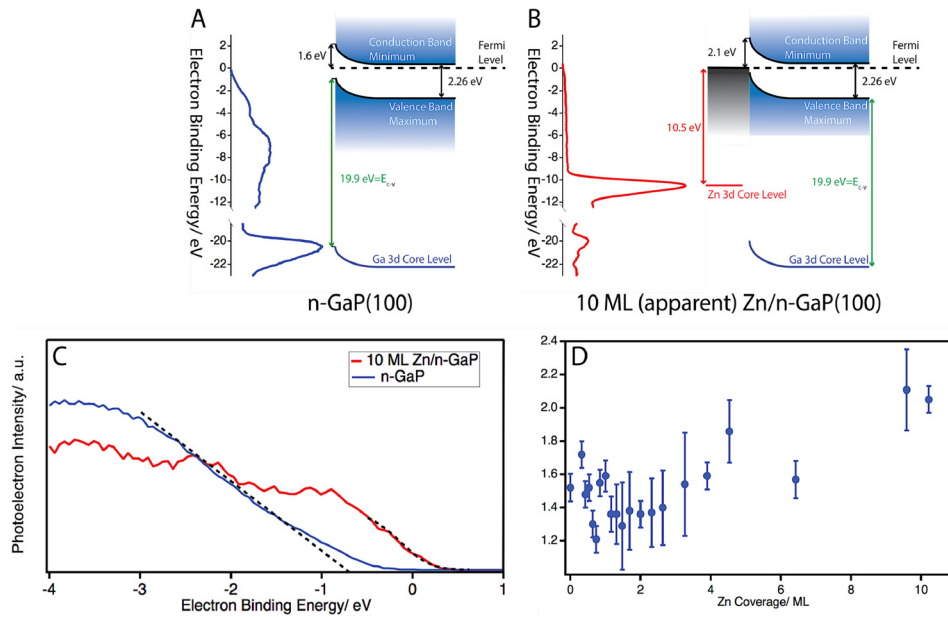 A
Electron Binding Energy/ eV
2
0
-2
-4
-6
-8
-10
-12
-20
-22
1.6 eV
Conduction Band
Minimum
Fermi
Level
2.26 eV
Valence Band
Maximum
19.9 eV=Ec-v
Ga 3d Core Level
n-GaP(100)
B
Electron Binding Energy/ eV
2
0
-2
-4
-6
-8
-10
-12
-20
-22
2.1 eV
Conduction Band
Minimum
Fermi
Level
2.26 eV
Valence Band
Maximum
10.5 eV
Zn 3d Core Level
19.9 eV=Ec-v
Ga 3d Core Level
10 ML (apparent) Zn/n-GaP(100)
C
10 ML Zn/n-GaP
n-GaP
Photoelectron Intensity/ a.u.
-4 -3 -2 -1 0 1
Electron Binding Energy/ eV
D
2.4
2.2
2.0
1.8
1.6
1.4
1.2
0 2 4 6 8 10
Zn Coverage/ ML